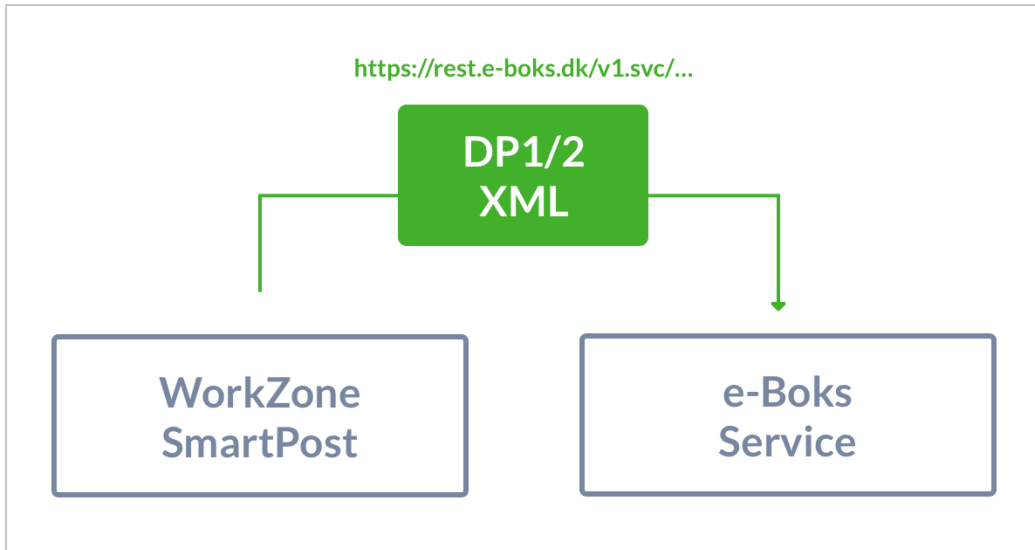 https://rest.e-boks.dk/v1.svc/...
DP1/2
XML
WorkZone
SmartPost
e-Boks
Service